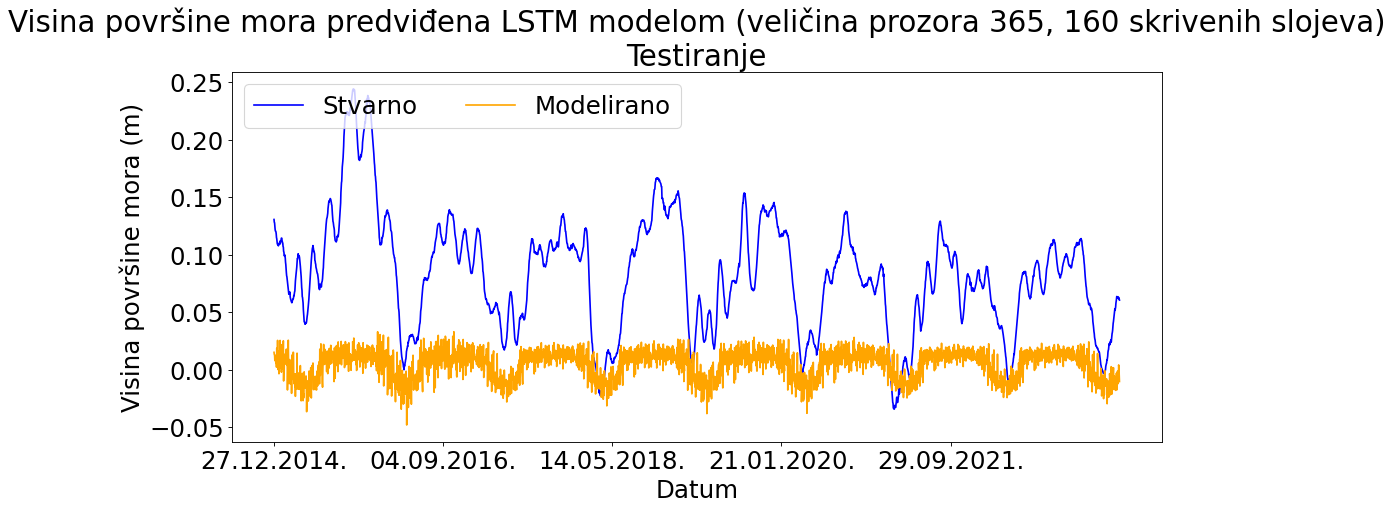 Visina površine mora predviđena LSTM modelom (veličina prozora 365, 160 skrivenih slojeva)
Testiranje
Stvarno
Modelirano
Visina površine mora (m)
0.25
0.20
0.15
0.10
0.05
0.00
−0.05
27.12.2014. 04.09.2016. 14.05.2018. 21.01.2020. 29.09.2021.
Datum